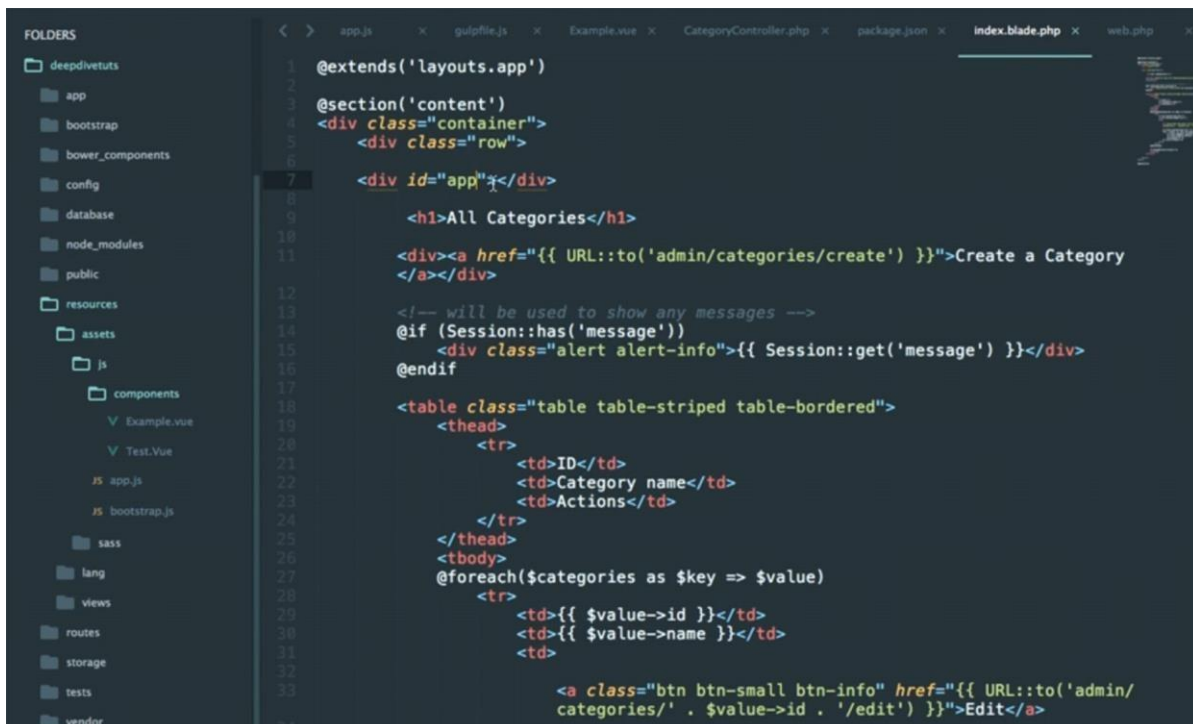 FOLDERS
deepdivetuts
app
bootstrap
bower_components
config
database
node_modules
public
resources
assets
js
components
Example.vue
Test.Vue
JS app.js
JS bootstrap.js
sass
lang
views
routes
storage
tests
vendor
app.js × gulpfile.js × Example.vue × CategoryController.php × package.json × index.blade.php × web.php ×
1 @extends('layouts.app')
2
3 @section('content')
4 <div class="container">
5 <div class="row">
6
7 <div id="app"></div>
8
9 <h1>All Categories</h1>
10
11 <div><a href="{{ URL::to('admin/categories/create') }}">Create a Category
</a></div>
12
13 <!-- will be used to show any messages -->
14 @if (Session::has('message'))
15 <div class="alert alert-info">{{ Session::get('message') }}</div>
16 @endif
17
18 <table class="table table-striped table-bordered">
19 <thead>
20 <tr>
21 <td>ID</td>
22 <td>Category name</td>
23 <td>Actions</td>
24 </tr>
25 </thead>
26 <tbody>
27 @foreach($categories as $key => $value)
28 <tr>
29 <td>{{ $value->id }}</td>
30 <td>{{ $value->name }}</td>
31 <td>
32
33 <a class="btn btn-small btn-info" href="{{ URL::to('admin/
categories/' . $value->id . '/edit') }}">Edit</a>